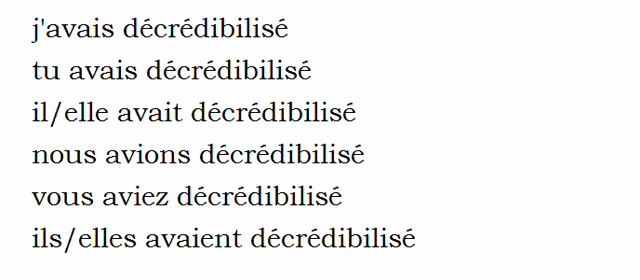 j'avais décrédibilisé
tu avais décrédibilisé
il/elle avait décrédibilisé
nous avions décrédibilisé
vous aviez décrédibilisé
ils/elles avaient décrédibilisé